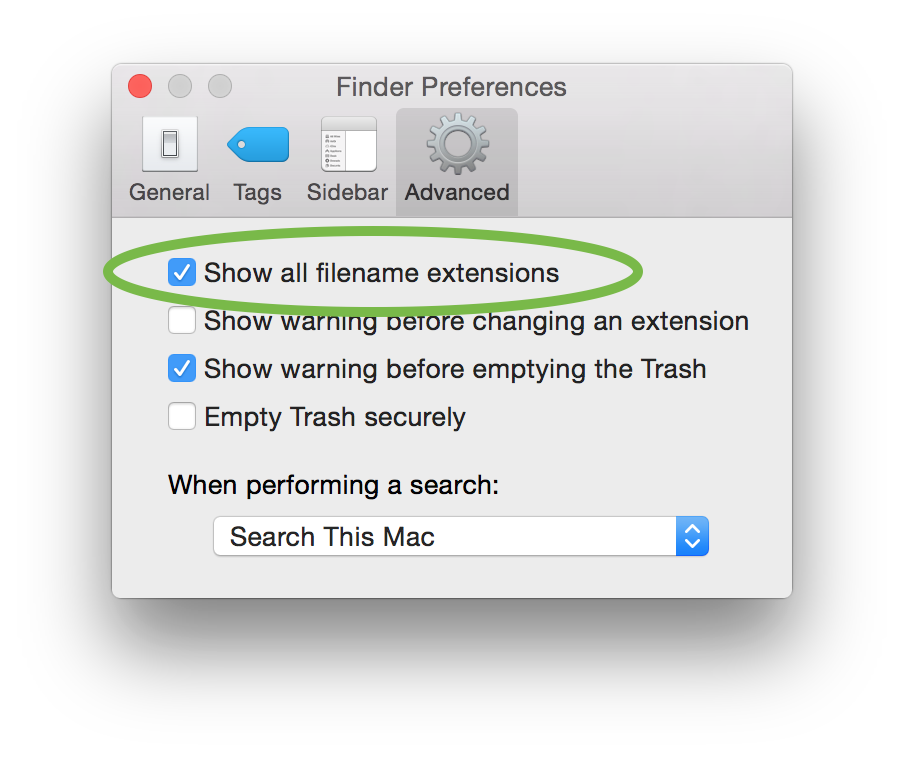 Finder Preferences
General Tags Sidebar Advanced
Show all filename extensions
Show warning before changing an extension
Show warning before emptying the Trash
Empty Trash securely
When performing a search:
Search This Mac